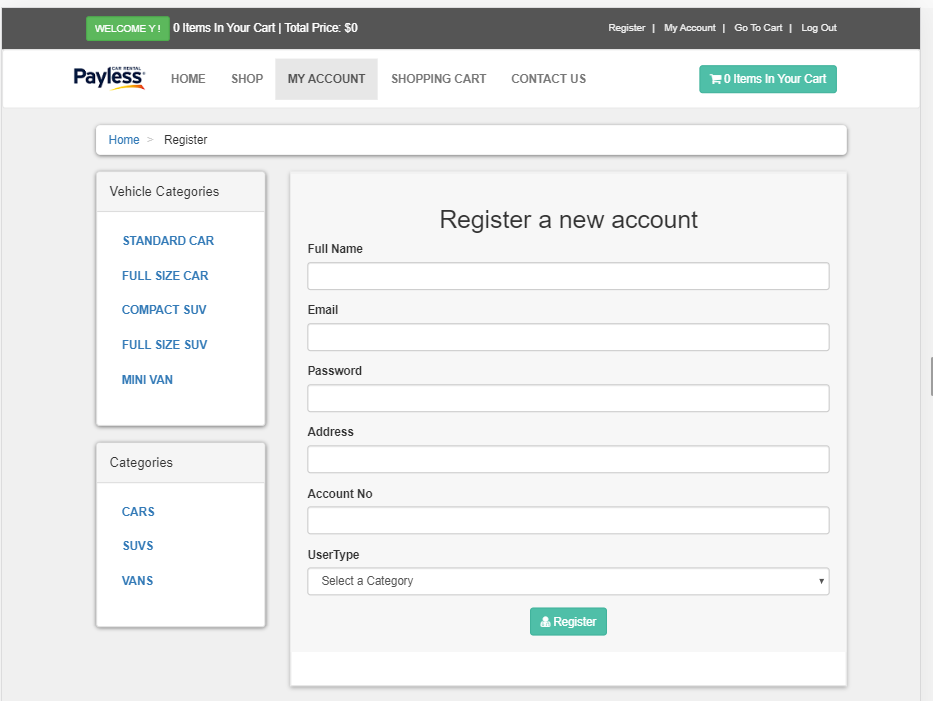 WELCOME Y ! 0 Items In Your Cart | Total Price: $0
Register | My Account | Go To Cart | Log Out
CAR RENTAL
Payless
HOME SHOP MY ACCOUNT SHOPPING CART CONTACT US
0 Items In Your Cart
Home > Register
Vehicle Categories
STANDARD CAR
FULL SIZE CAR
COMPACT SUV
FULL SIZE SUV
MINI VAN
Categories
CARS
SUVS
VANS
Register a new account
Full Name
Email
Password
Address
Account No
UserType
Select a Category
Register